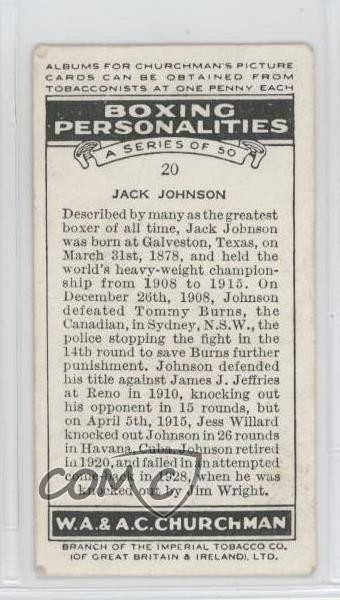 ALBUMS FOR CHURCHMAN'S PICTURE
CARDS CAN BE OBTAINED FROM
TOBACCONISTS AT ONE PENNY EACH
BOXING
PERSONALITIES
A SERIES OF 50
20
JACK JOHNSON
Described by many as the greatest
boxer of all time, Jack Johnson
was born at Galveston, Texas, on
March 31st, 1878, and held the
world's heavy-weight champion-
ship from 1908 to 1915. On
December 26th, 1908, Johnson
defeated Tommy Burns, the
Canadian, in Sydney, N.S.W., the
police stopping the fight in the
14th round to save Burns further
punishment. Johnson defended
his title against James J. Jeffries
at Reno in 1910, knocking out
his opponent in 15 rounds, but
on April 5th, 1915, Jess Willard
knocked out Johnson in 26 rounds
in Havana, Cuba. Johnson retired
in 1920, and failed in an attempted
come-back in 1928, when he was
knocked out by Jim Wright.
COMC
W.A. & A.C. CHURCHMAN
BRANCH OF THE IMPERIAL TOBACCO CO.
(OF GREAT BRITAIN & IRELAND), LTD.